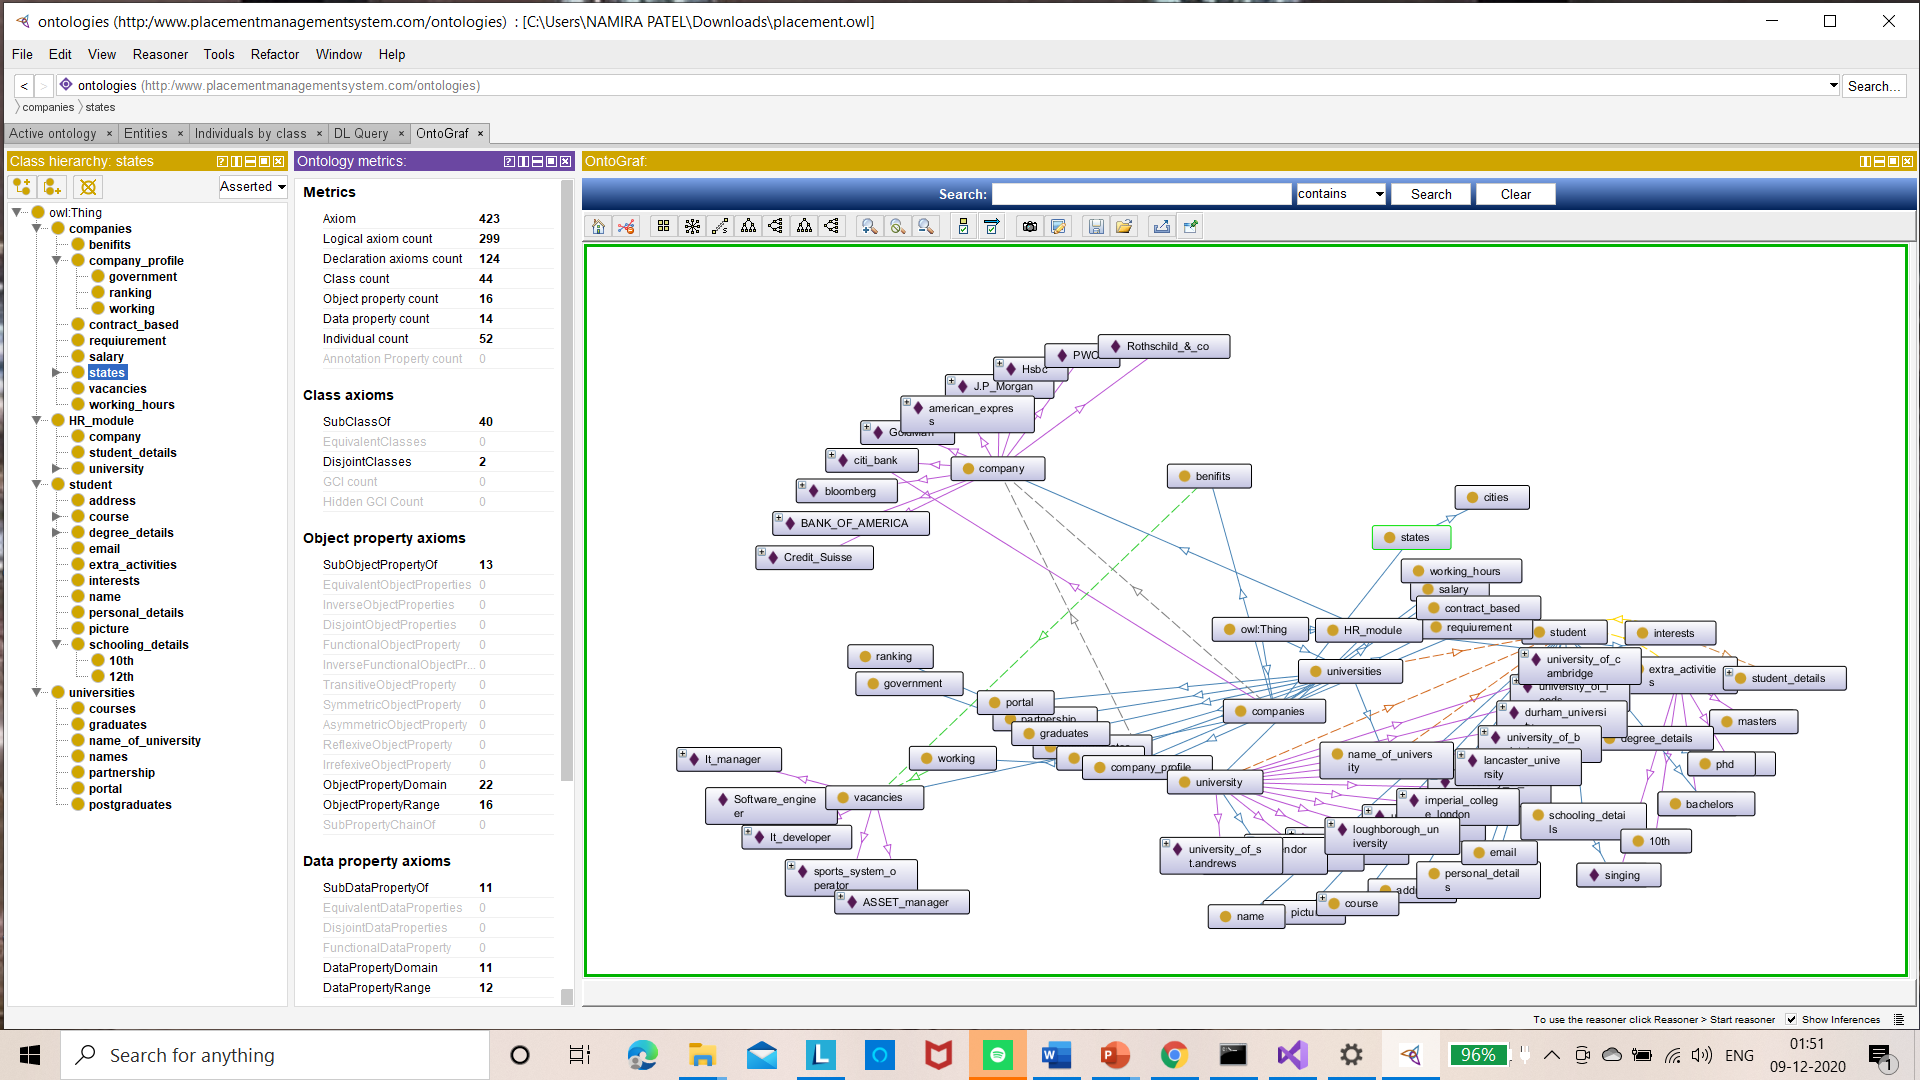 ontologies (http://www.placementmanagementsystem.com/ontologies)  : [C:\Users\NAMIRA PATEL\Downloads\placement.owl]
File Edit View Reasoner Tools Refactor Window Help
< > ontologies (http:/www.placementmanagementsystem.com/ontologies) Search...
companies states
Active ontology × Entities × Individuals by class × DL Query × OntoGraf ×
Class hierarchy: states
Asserted
owl:Thing
companies
benifits
company_profile
government
ranking
working
contract_based
requiurement
salary
states
vacancies
working_hours
HR_module
company
student_details
university
student
address
course
degree_details
email
extra_activities
interests
name
personal_details
picture
schooling_details
10th
12th
universities
courses
graduates
name_of_university
names
partnership
portal
postgraduates
Ontology metrics:
Metrics
Axiom 423
Logical axiom count 299
Declaration axioms count 124
Class count 44
Object property count 16
Data property count 14
Individual count 52
Annotation Property count 0
Class axioms
SubClassOf 40
EquivalentClasses 0
DisjointClasses 2
GCI count 0
Hidden GCI Count 0
Object property axioms
SubObjectPropertyOf 13
EquivalentObjectProperties 0
InverseObjectProperties 0
DisjointObjectProperties 0
FunctionalObjectProperty 0
InverseFunctionalObjectPr... 0
TransitiveObjectProperty 0
SymmetricObjectProperty 0
AsymmetricObjectProperty 0
ReflexiveObjectProperty 0
IrrefexiveObjectProperty 0
ObjectPropertyDomain 22
ObjectPropertyRange 16
SubPropertyChainOf 0
Data property axioms
SubDataPropertyOf 11
EquivalentDataProperties 0
DisjointDataProperties 0
FunctionalDataProperty 0
DataPropertyDomain 11
DataPropertyRange 12
OntoGraf:
Search: contains Search Clear
Rothschild_&_co
PWC
Hsbc
J.P_Morgan
american_expres
s
citi_bank
company
bloomberg
BANK_OF_AMERICA
Credit_Suisse
benifits
cities
states
working_hours
salary
contract_based
requiurement
owl:Thing
HR_module
student
interests
ranking
government
universities
university_of_c
ambridge
extra_activitie
s
student_details
portal
partnership
graduates
companies
durham_universi
university_of_b
degree_details
masters
It_manager
working
company_profile
name_of_univers
ity
lancaster_unive
rsity
phd
university
vacancies
Software_engine
er
It_developer
imperial_colleg
e_london
bachelors
loughborough_un
iversity
schooling_detai
ls
10th
university_of_s
t.andrews
ndor
email
sports_system_o
perator
personal_detail
s
singing
ASSET_manager
name
pictu
course
add
To use the reasoner click Reasoner > Start reasoner Show Inferences
Search for anything
96%
ENG
01:51
09-12-2020
1